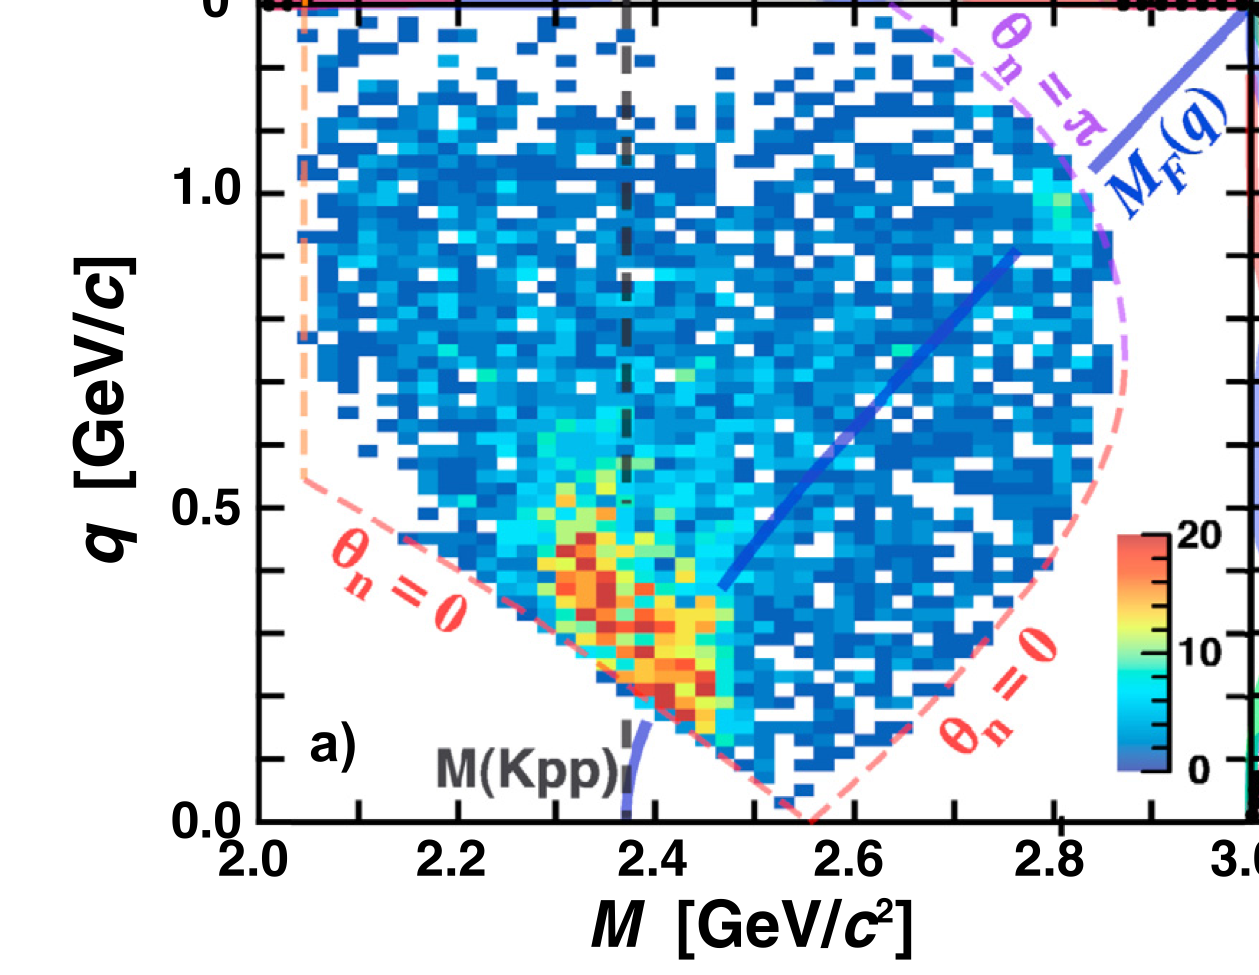 0
θn = π
MF(q)
1.0
q [GeV/c]
0.5
θn = 0
20
10
θn = 0
a)
M(Kpp)
0
0.0
2.0 2.2 2.4 2.6 2.8
M [GeV/c²]